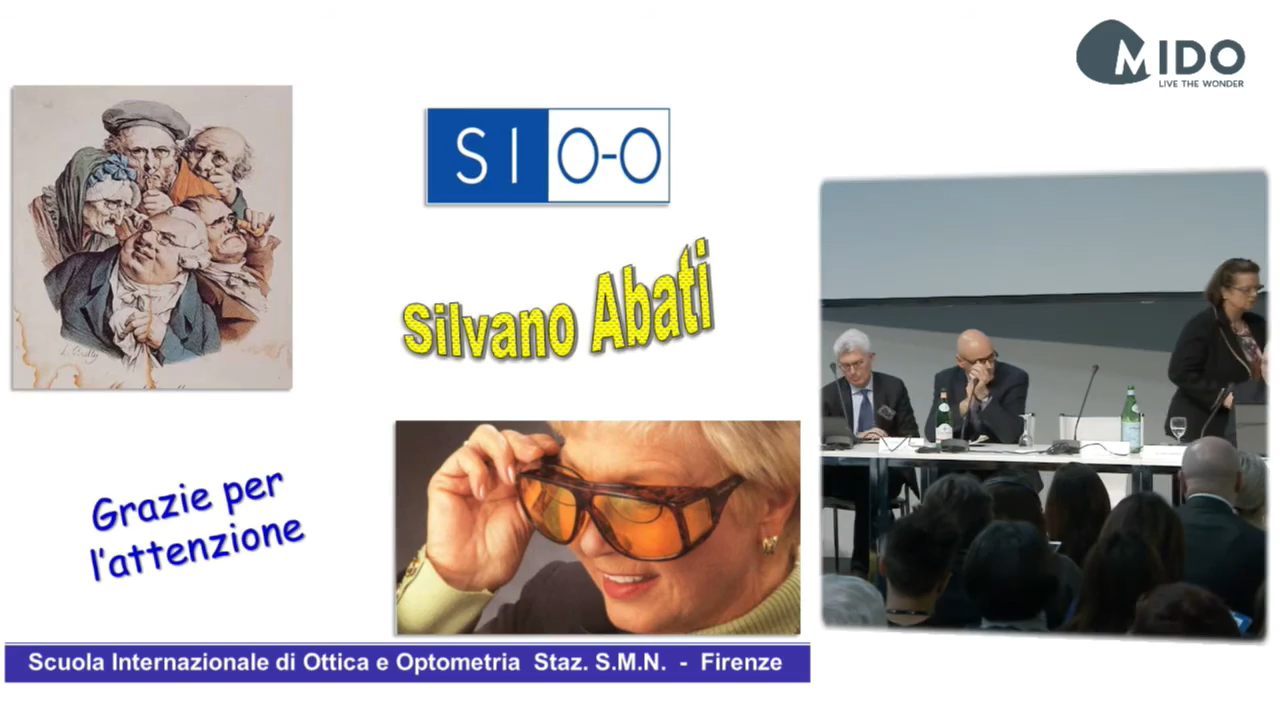 MIDO
LIVE THE WONDER
SI O-O
Silvano Abati
Grazie per
l'attenzione
Scuola Internazionale di Ottica e Optometria Staz. S.M.N. - Firenze